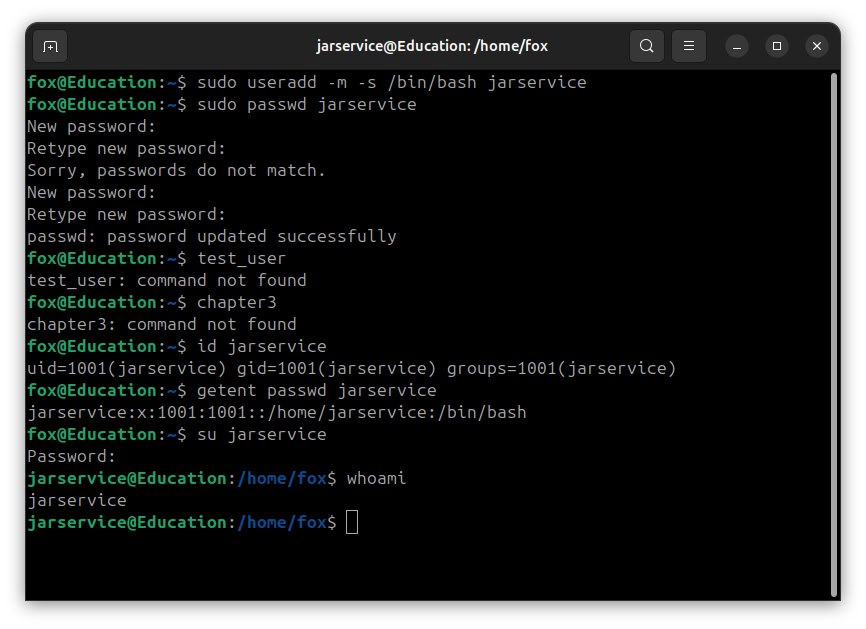 jarservice@Education: /home/fox
fox@Education:~$ sudo useradd -m -s /bin/bash jarservice
fox@Education:~$ sudo passwd jarservice
New password:
Retype new password:
Sorry, passwords do not match.
New password:
Retype new password:
passwd: password updated successfully
fox@Education:~$ test_user
test_user: command not found
fox@Education:~$ chapter3
chapter3: command not found
fox@Education:~$ id jarservice
uid=1001(jarservice) gid=1001(jarservice) groups=1001(jarservice)
fox@Education:~$ getent passwd jarservice
jarservice:x:1001:1001::/home/jarservice:/bin/bash
fox@Education:~$ su jarservice
Password:
jarservice@Education:/home/fox$ whoami
jarservice
jarservice@Education:/home/fox$